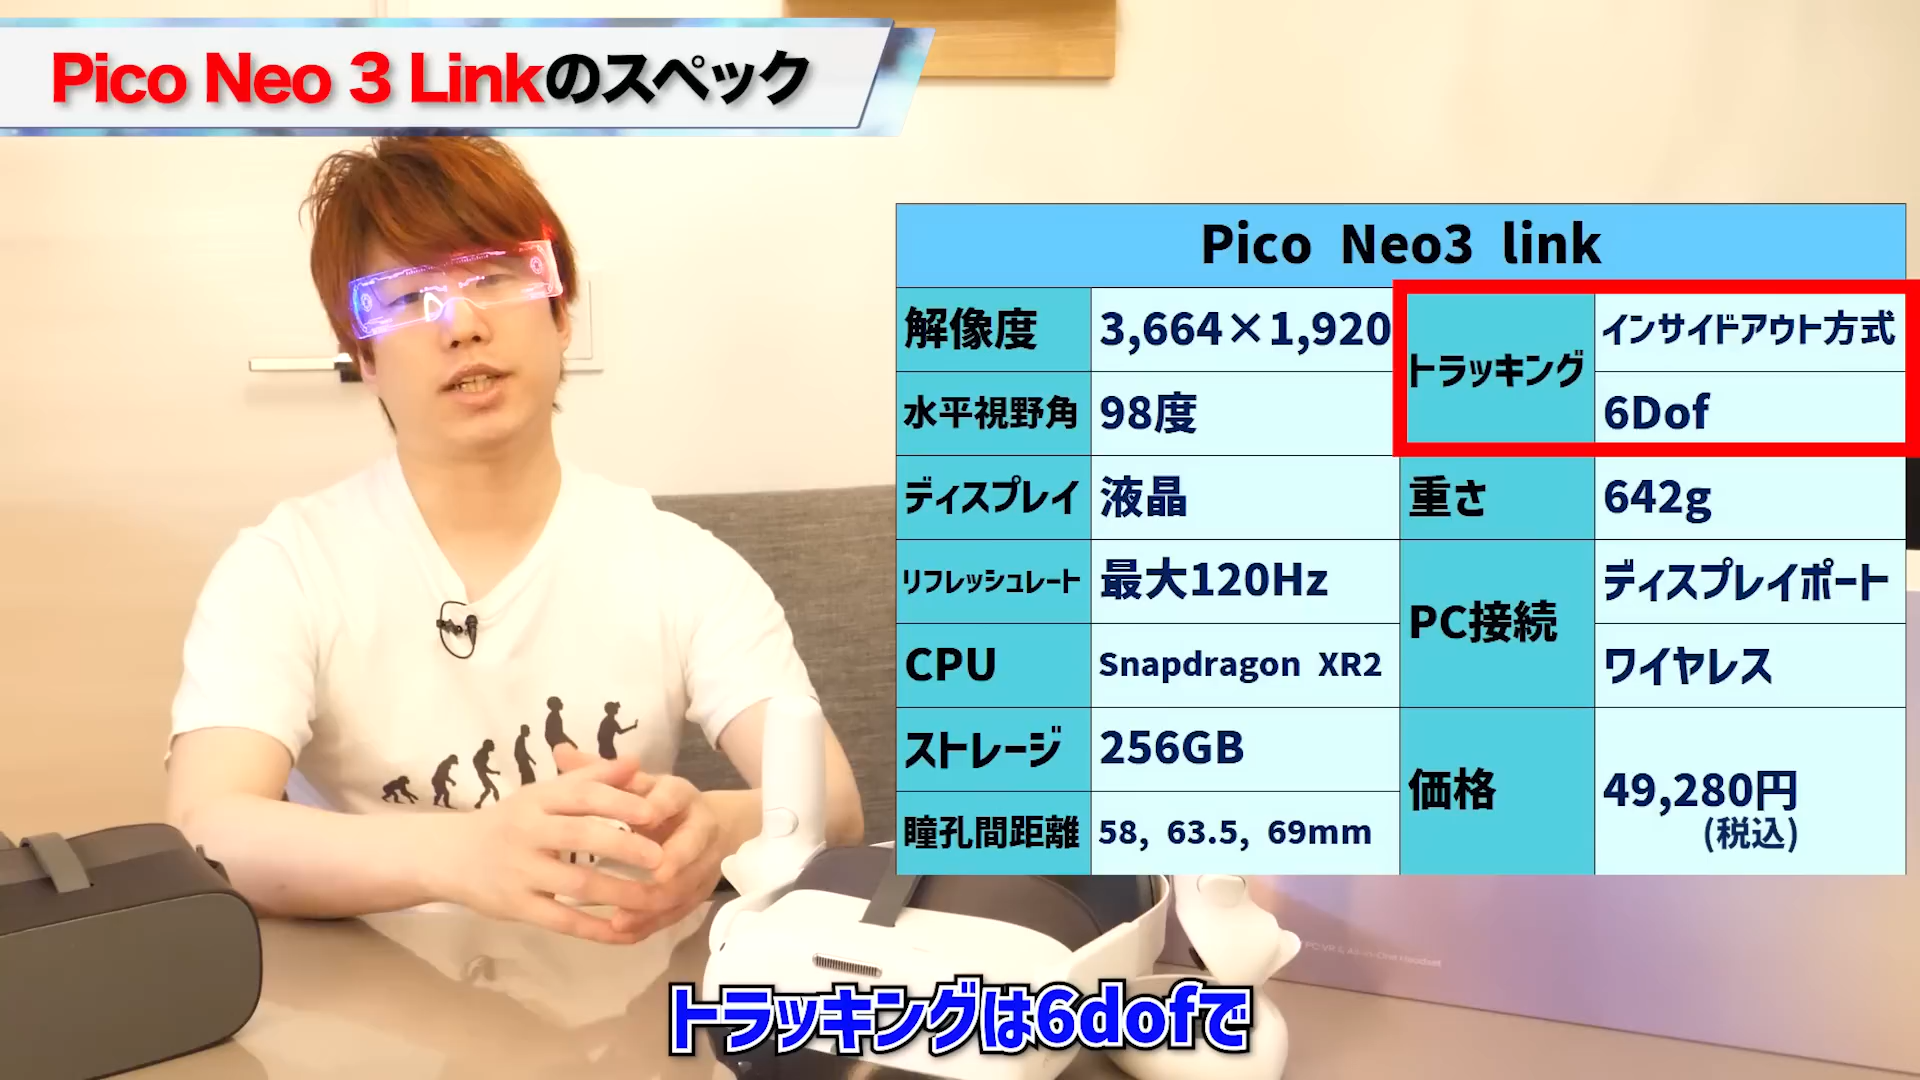 Pico Neo 3 Linkのスペック
Pico Neo3 link
解像度 3,664×1,920
水平視野角 98度
ディスプレイ 液晶
リフレッシュレート 最大120Hz
CPU Snapdragon XR2
ストレージ 256GB
瞳孔間距離 58, 63.5, 69mm
トラッキング インサイドアウト方式
6Dof
重さ 642g
PC接続 ディスプレイポート
ワイヤレス
価格 49,280円
(税込)
PC VR & All-in-One Headset
トラッキングは6dofで